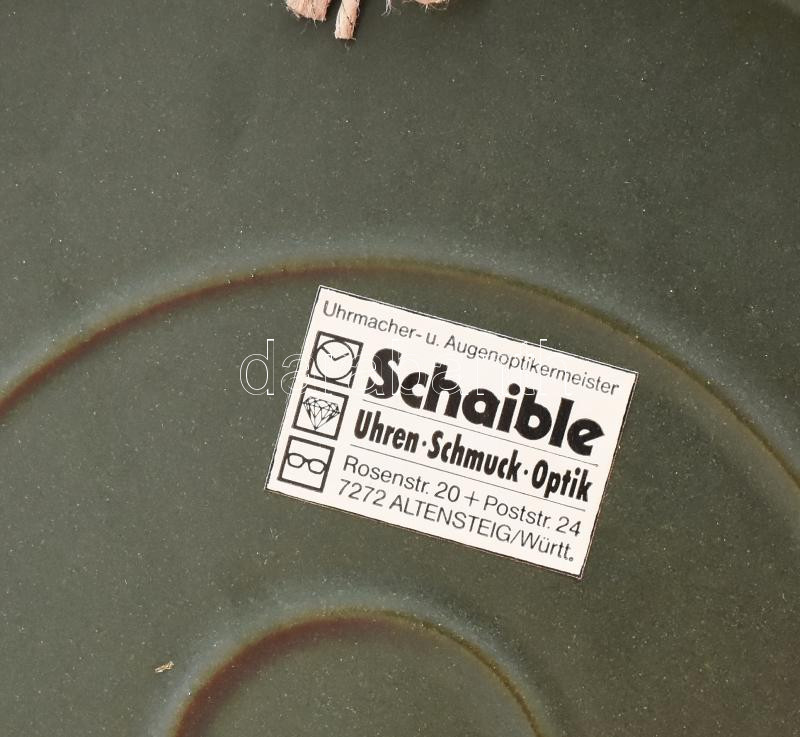 Uhrmacher- u. Augenoptikermeister
Schaible
Uhren·Schmuck·Optik
Rosenstr. 20 + Poststr. 24
7272 ALTENSTEIG/Württ.